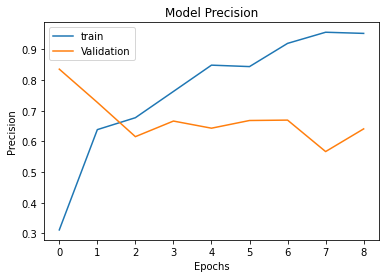 Model Precision
train
Validation
0.9
0.8
0.7
0.6
0.5
0.4
0.3
Precision
0 1 2 3 4 5 6 7 8
Epochs